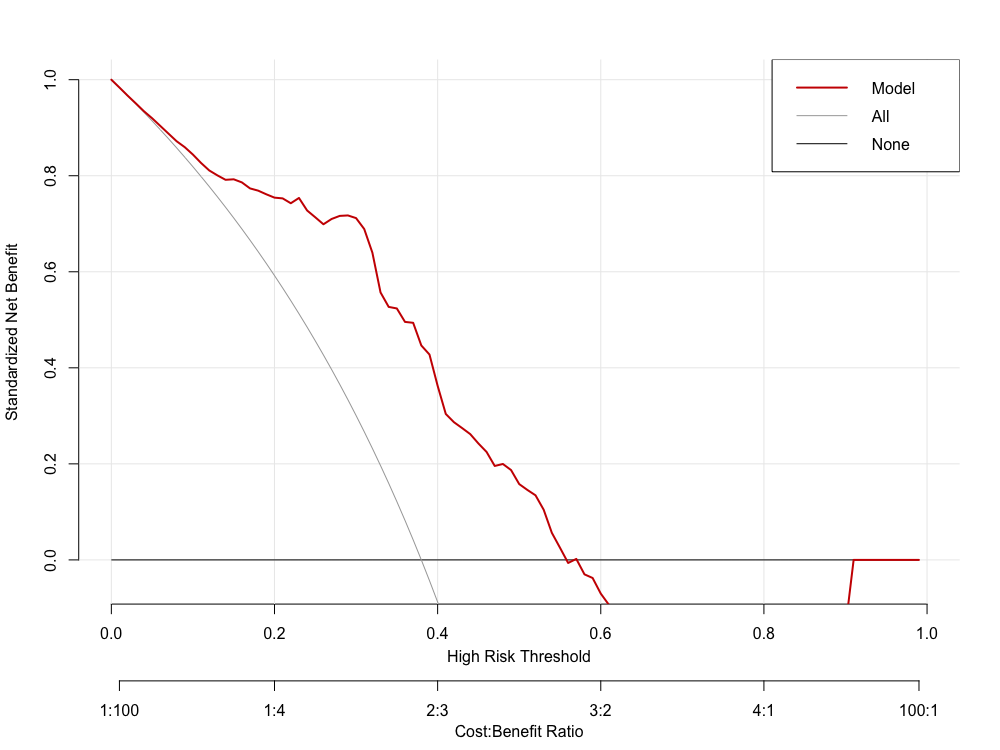 Model
All
None
Standardized Net Benefit
1.0
0.8
0.6
0.4
0.2
0.0
0.0 0.2 0.4 0.6 0.8 1.0
High Risk Threshold
1:100 1:4 2:3 3:2 4:1 100:1
Cost:Benefit Ratio